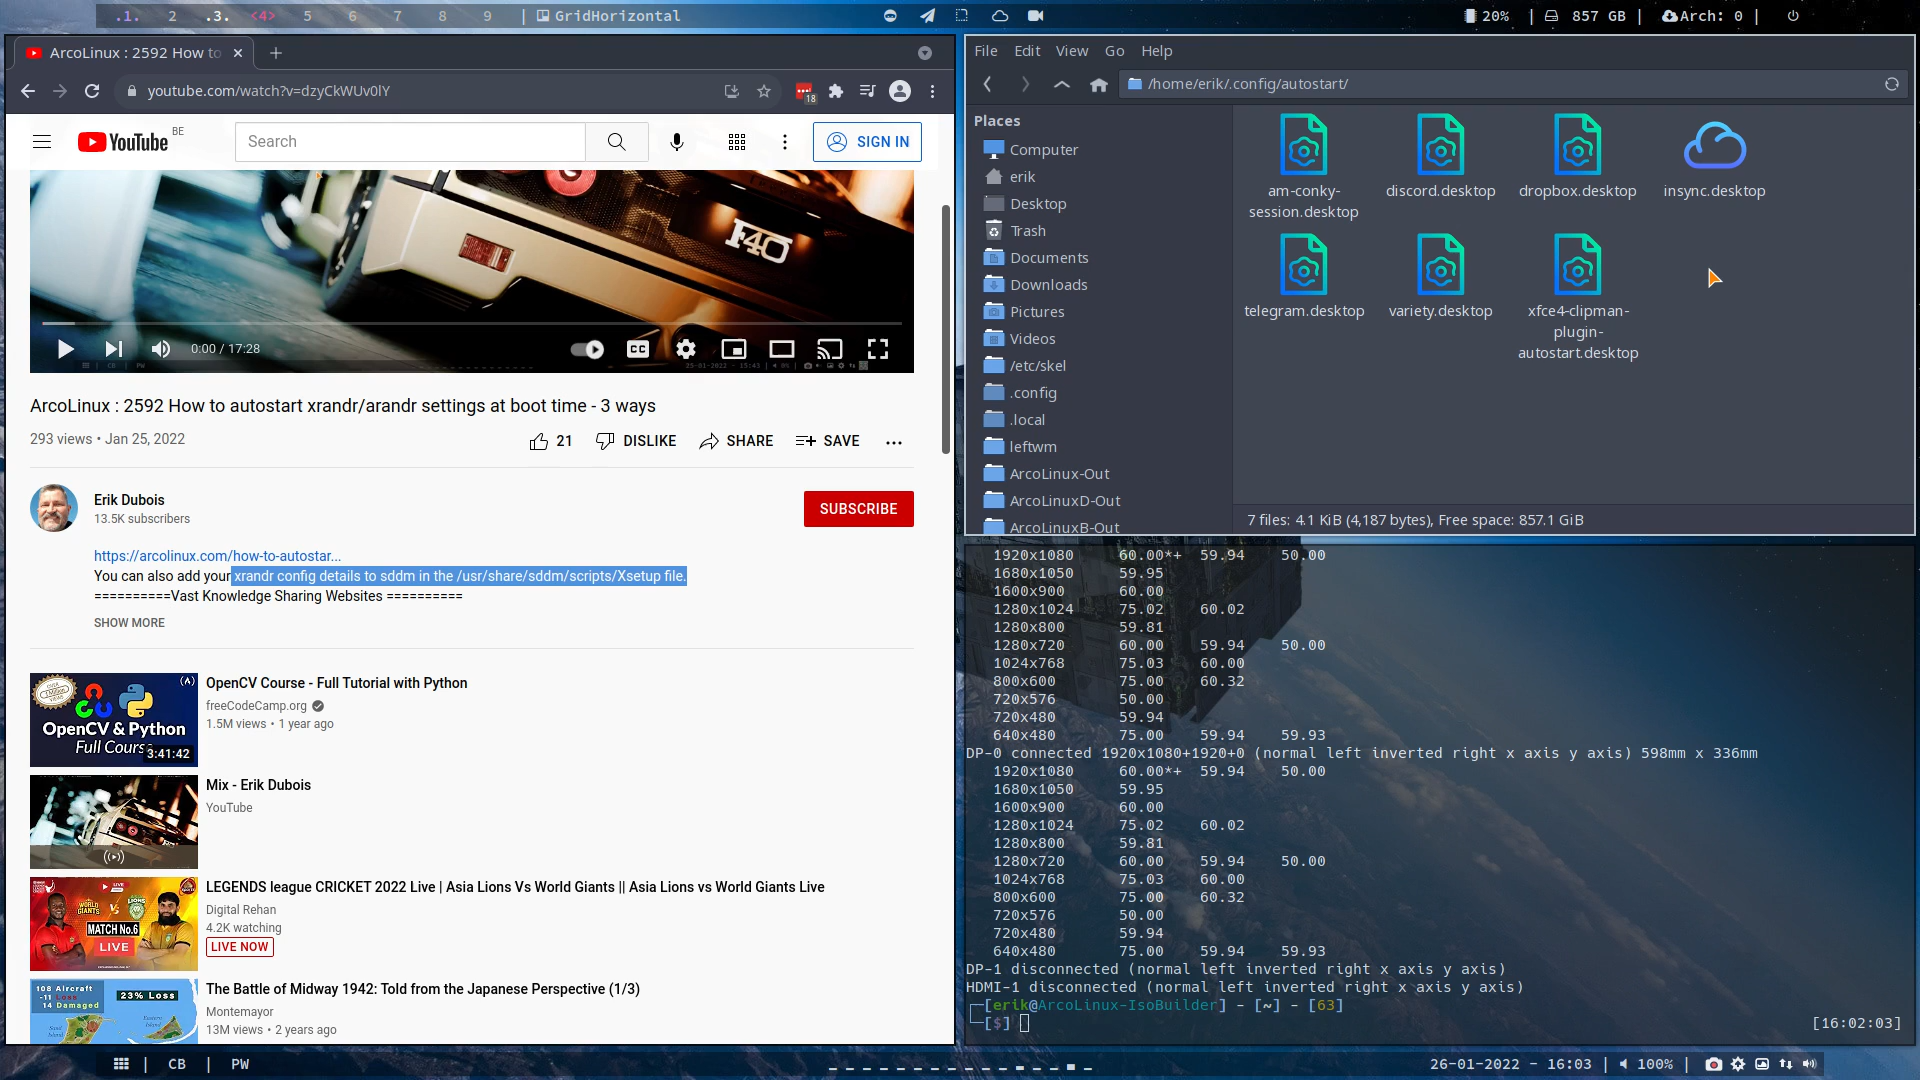 .1. 2 .3. <4> 5 6 7 8 9 | GridHorizontal
20% | 857 GB | Arch: 0 |
ArcoLinux : 2592 How to
youtube.com/watch?v=dzyCkWUv0lY
18
YouTube BE
Search
SIGN IN
F40
0:00 / 17:28
CC
ArcoLinux : 2592 How to autostart xrandr/arandr settings at boot time - 3 ways
293 views • Jan 25, 2022
21 DISLIKE SHARE SAVE
Erik Dubois
13.5K subscribers
SUBSCRIBE
https://arcolinux.com/how-to-autostar...
You can also add your xrandr config details to sddm in the /usr/share/sddm/scripts/Xsetup file.
==========Vast Knowledge Sharing Websites ==========
SHOW MORE
(A)
OpenCV & Python
Full Course
3:41:42
OpenCV Course - Full Tutorial with Python
freeCodeCamp.org
1.5M views • 1 year ago
Mix - Erik Dubois
YouTube
LIVE
WORLD GIANTS
VS
LIONS
MATCH No.6
LIVE
LEGENDS league CRICKET 2022 Live | Asia Lions Vs World Giants || Asia Lions vs World Giants Live
Digital Rehan
4.2K watching
LIVE NOW
108 Aircraft
-11 Loss
14 Damaged
23% Loss
The Battle of Midway 1942: Told from the Japanese Perspective (1/3)
Montemayor
13M views • 2 years ago
File Edit View Go Help
/home/erik/.config/autostart/
Places
Computer
erik
Desktop
Trash
Documents
Downloads
Pictures
Videos
/etc/skel
.config
.local
leftwm
ArcoLinux-Out
ArcoLinuxD-Out
ArcoLinuxB-Out
am-conky-
session.desktop
discord.desktop
dropbox.desktop
insync.desktop
telegram.desktop
variety.desktop
xfce4-clipman-
plugin-
autostart.desktop
7 files: 4.1 KiB (4,187 bytes), Free space: 857.1 GiB
1920x1080 60.00*+ 59.94 50.00
1680x1050 59.95
1600x900 60.00
1280x1024 75.02 60.02
1280x800 59.81
1280x720 60.00 59.94 50.00
1024x768 75.03 60.00
800x600 75.00 60.32
720x576 50.00
720x480 59.94
640x480 75.00 59.94 59.93
DP-0 connected 1920x1080+1920+0 (normal left inverted right x axis y axis) 598mm x 336mm
1920x1080 60.00*+ 59.94 50.00
1680x1050 59.95
1600x900 60.00
1280x1024 75.02 60.02
1280x800 59.81
1280x720 60.00 59.94 50.00
1024x768 75.03 60.00
800x600 75.00 60.32
720x576 50.00
720x480 59.94
640x480 75.00 59.94 59.93
DP-1 disconnected (normal left inverted right x axis y axis)
HDMI-1 disconnected (normal left inverted right x axis y axis)
[erik@ArcoLinux-IsoBuilder] - [~] - [63]
[$] [16:02:03]
| CB | PW
26-01-2022 - 16:03 | 100% |